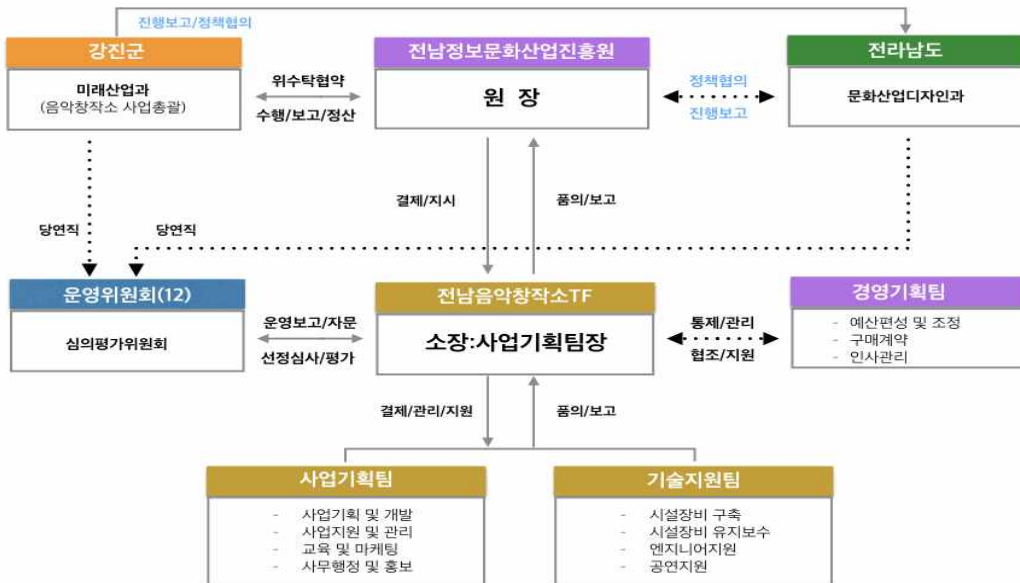 진행보고/정책협의
강진군
전남정보문화산업진흥원
전라남도
미래산업과
(음악창작소 사업총괄)
위수탁협약
수행/보고/정산
원 장
정책협의
진행보고
문화산업디자인과
결제/지시
품의/보고
당연직
당연직
운영위원회(12)
전남음악창작소TF
경영기획팀
심의평가위원회
운영보고/자문
선정심사/평가
소장:사업기획팀장
통제/관리
협조/지원
- 예산편성 및 조정
- 구매계약
- 인사관리
결제/관리/지원
품의/보고
사업기획팀
기술지원팀
- 사업기획 및 개발
- 사업지원 및 관리
- 교육 및 마케팅
- 사무행정 및 홍보
- 시설장비 구축
- 시설장비 유지보수
- 엔지니어지원
- 공연지원